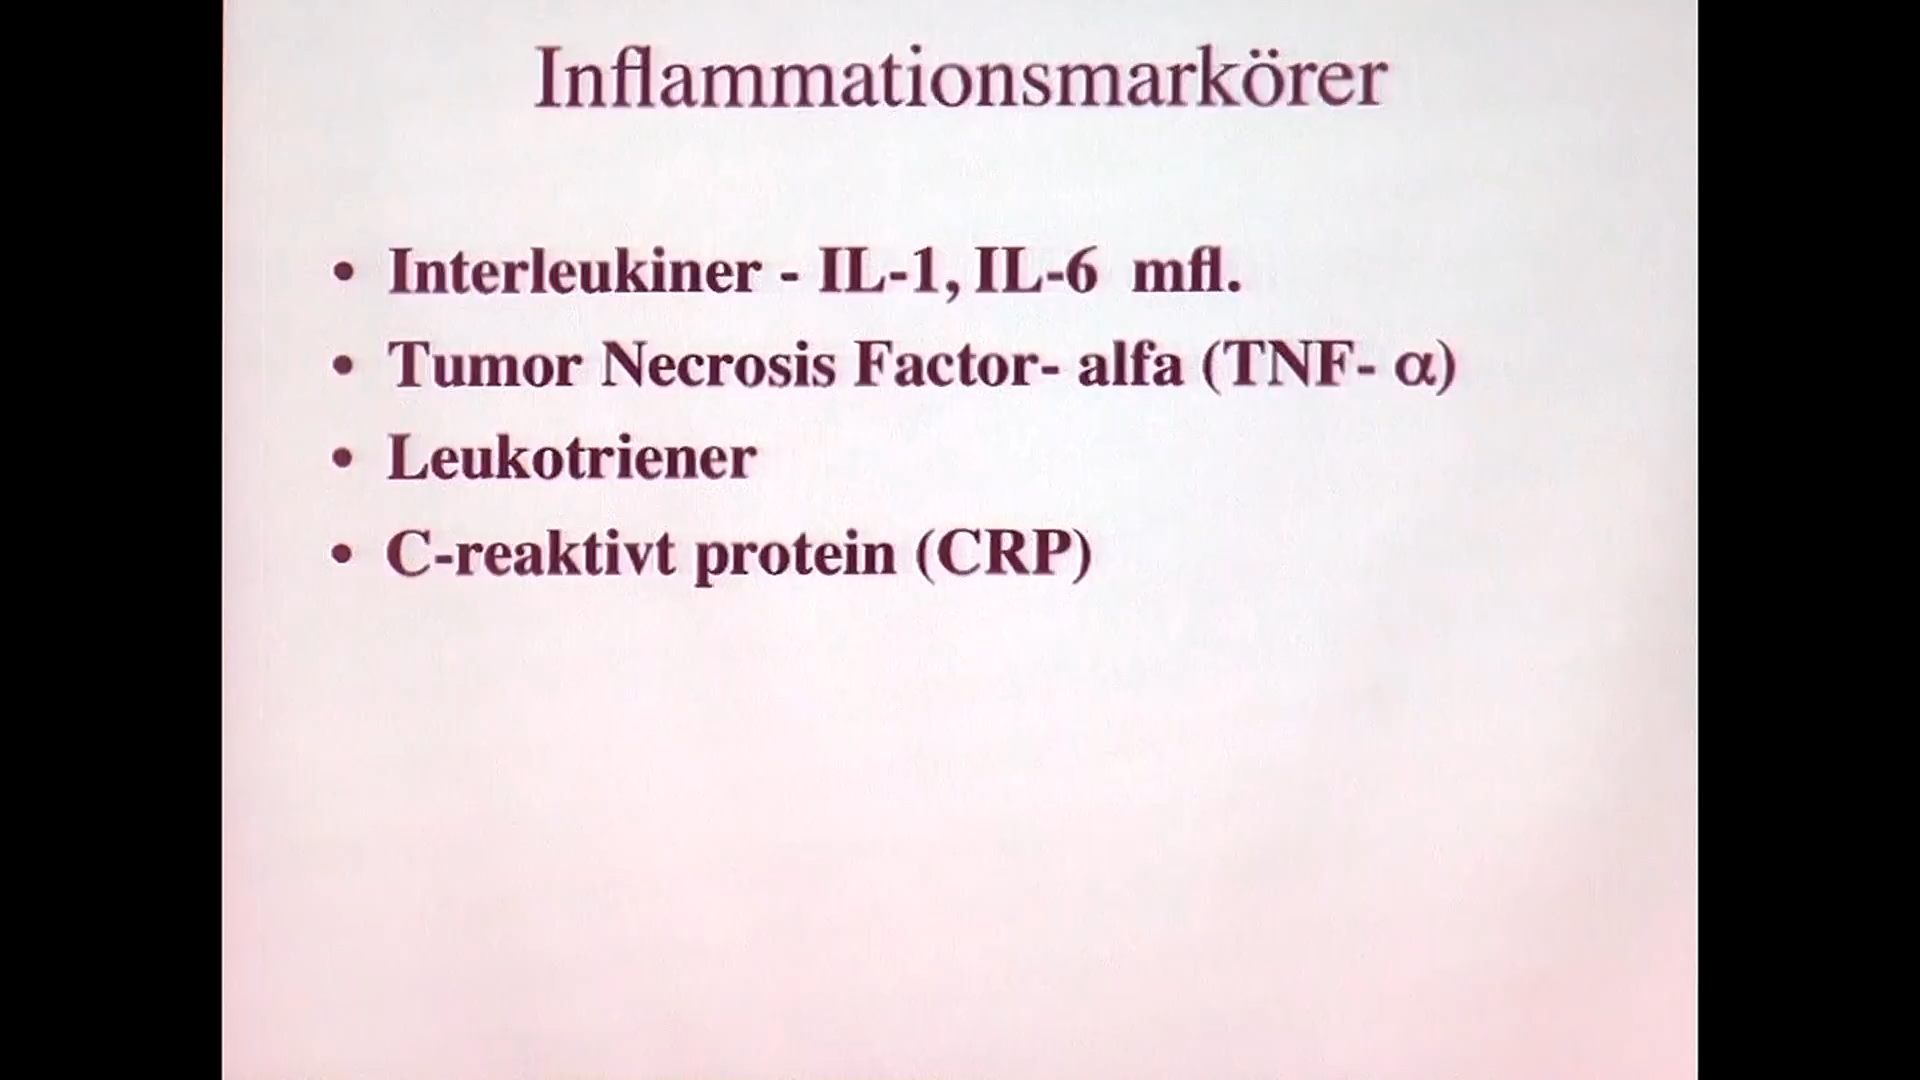 Inflammationsmarkörer
• Interleukiner - IL-1, IL-6 mfl.
• Tumor Necrosis Factor- alfa (TNF- α)
• Leukotriener
• C-reaktivt protein (CRP)